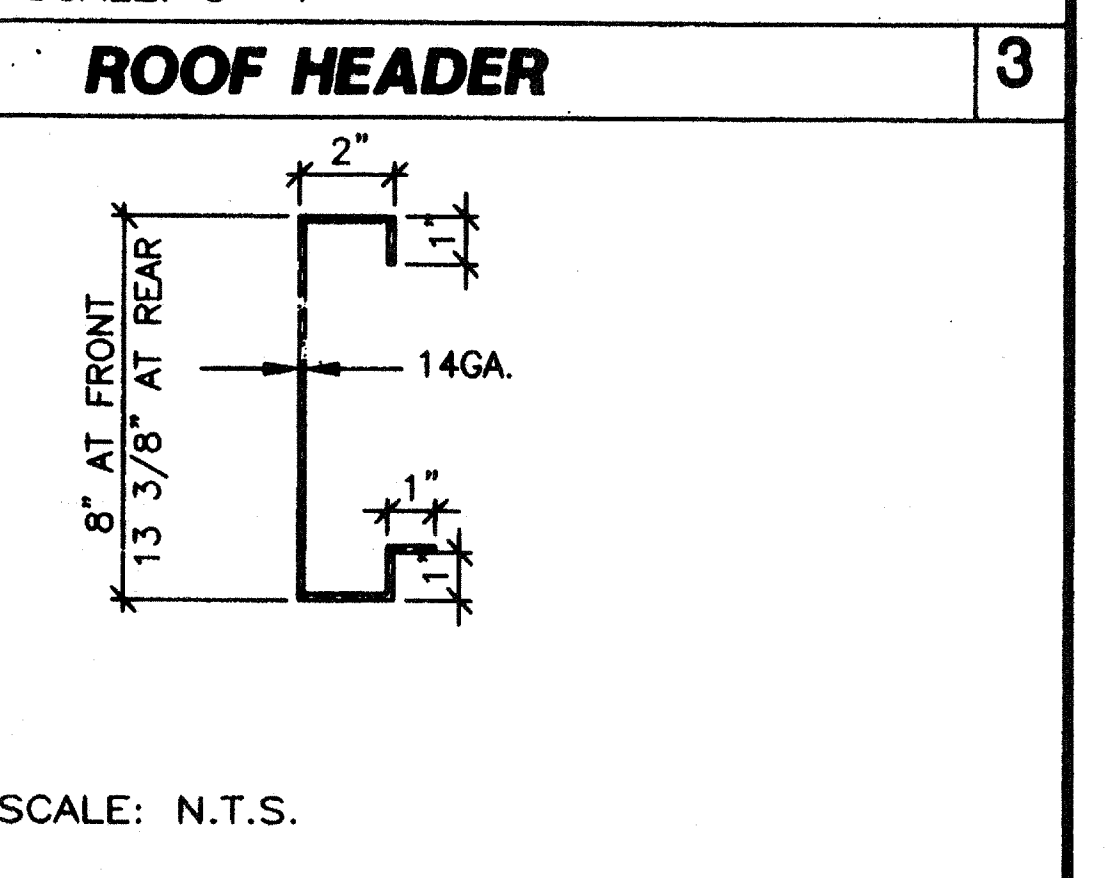 ROOF HEADER
3
2"
1"
8" AT FRONT
13 3/8" AT REAR
14GA.
1"
1"
SCALE: N.T.S.